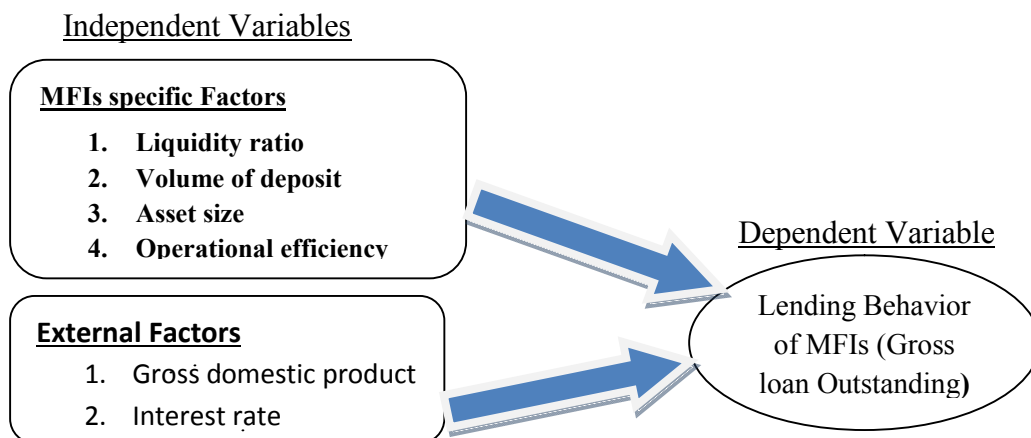 Independent Variables
MFIs specific Factors
1. Liquidity ratio
2. Volume of deposit
3. Asset size
4. Operational efficiency
External Factors
1. Gross domestic product
2. Interest rate
Dependent Variable
Lending Behavior
of MFIs (Gross
loan Outstanding)